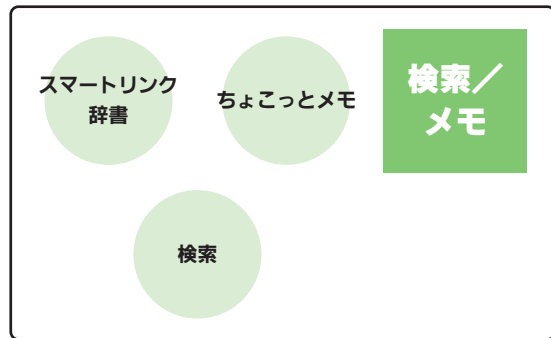 スマートリンク
辞書
ちょこっとメモ
検索／
メモ
検索